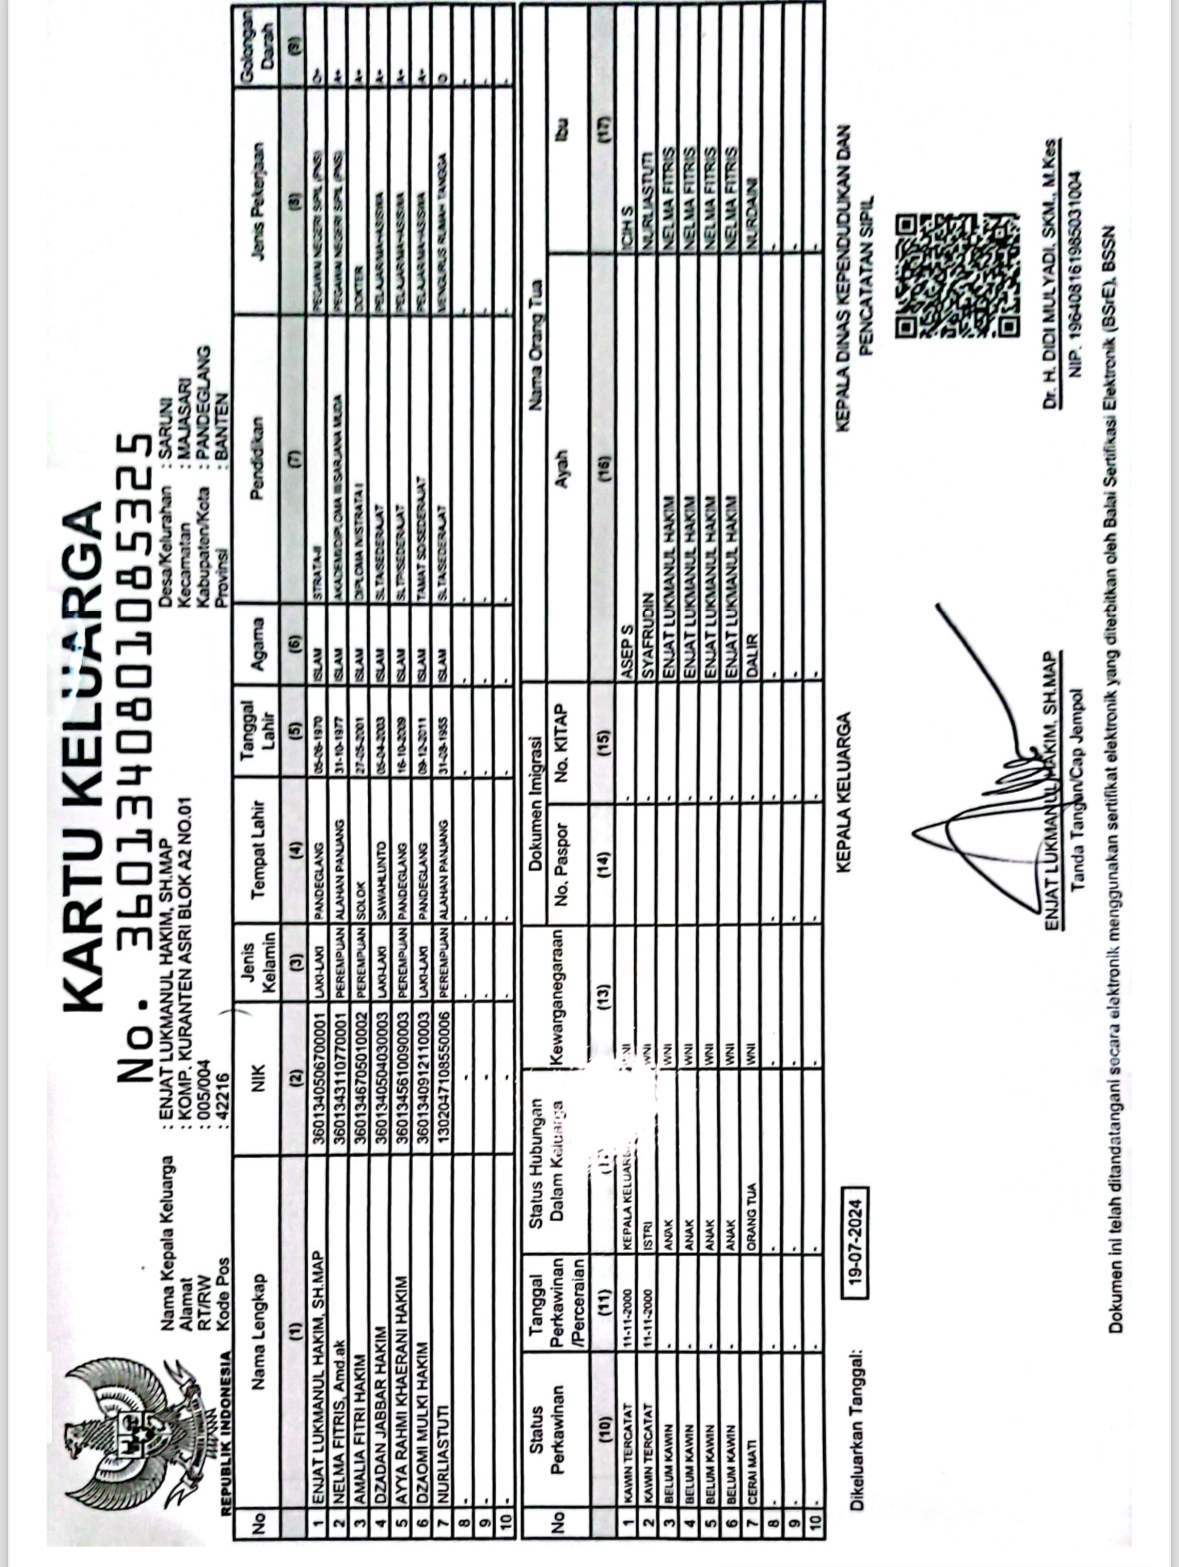 KARTU KELUARGA
No. 3601340801085325
REPUBLIK INDONESIA
Nama Kepala Keluarga : ENJAT LUKMANUL HAKIM, SH.MAP
Alamat : KOMP. KURANTEN ASRI BLOK A2 NO.01
RT/RW : 005/004
Kode Pos : 42216
Desa/Kelurahan : SARUNI
Kecamatan : MAJASARI
Kabupaten/Kota : PANDEGLANG
Provinsi : BANTEN
No Nama Lengkap NIK Jenis Kelamin Tempat Lahir Tanggal Lahir Agama Pendidikan Jenis Pekerjaan Golongan Darah
(1) (2) (3) (4) (5) (6) (7) (8) (9)
1 ENJAT LUKMANUL HAKIM, SH.MAP 3601340506700001 LAKI-LAKI PANDEGLANG 05-06-1970 ISLAM STRATA-II PEGAWAI NEGERI SIPIL (PNS) O+
2 NELMA FITRIS, Amd.ak 3601343110770001 PEREMPUAN ALAHAN PANJANG 31-10-1977 ISLAM AKADEMI/DIPLOMA III/SARJANA MUDA PEGAWAI NEGERI SIPIL (PNS) A+
3 AMALIA FITRI HAKIM 3601346705010002 PEREMPUAN SOLOK 27-05-2001 ISLAM DIPLOMA IV/STRATA I DOKTER A+
4 DZADAN JABBAR HAKIM 3601340504030003 LAKI-LAKI SAWAHLUNTO 05-04-2003 ISLAM SLTA/SEDERAJAT PELAJAR/MAHASISWA A+
5 AYYA RAHMI KHAERANI HAKIM 3601345610090003 PEREMPUAN PANDEGLANG 16-10-2009 ISLAM SLTP/SEDERAJAT PELAJAR/MAHASISWA A+
6 DZAOMI MULKI HAKIM 3601340912110003 LAKI-LAKI PANDEGLANG 09-12-2011 ISLAM TAMAT SD/SEDERAJAT PELAJAR/MAHASISWA A+
7 NURLIASTUTI 1302047108550006 PEREMPUAN ALAHAN PANJANG 31-08-1955 ISLAM SLTA/SEDERAJAT MENGURUS RUMAH TANGGA O
8 - - - - - - - - -
9 - - - - - - - - -
10 - - - - - - - - -
No Status Perkawinan Tanggal Perkawinan /Perceraian Status Hubungan Dalam Keluarga Kewarganegaraan Dokumen Imigrasi Nama Orang Tua
No. Paspor No. KITAP Ayah Ibu
(10) (11) (13) (14) (15) (16) (17)
1 KAWIN TERCATAT 11-11-2000 KEPALA - ASEP S ICIH S
2 KAWIN TERCATAT 11-11-2000 ISTRI WNI - SYAFRUDIN NURLIASTUTI
3 BELUM KAWIN - ANAK WNI - ENJAT LUKMANUL HAKIM NELMA FITRIS
4 BELUM KAWIN - ANAK WNI - ENJAT LUKMANUL HAKIM NELMA FITRIS
5 BELUM KAWIN - ANAK WNI - ENJAT LUKMANUL HAKIM NELMA FITRIS
6 BELUM KAWIN - ANAK WNI - ENJAT LUKMANUL HAKIM NELMA FITRIS
7 CERAI MATI - ORANG TUA WNI - DALIR NURDAINI
8 - - - - - - - -
9 - - - - - - - -
10 - - - - - - - -
Dikeluarkan Tanggal: 19-07-2024
KEPALA KELUARGA
ENJAT LUKMANUL HAKIM, SH.MAP
Tanda Tangan/Cap Jempol
KEPALA DINAS KEPENDUDUKAN DAN
PENCATATAN SIPIL
Dr. H. DIDI MULYADI, SKM., M.Kes
NIP. 196408161985031004
Dokumen ini telah ditandatangani secara elektronik menggunakan sertifikat elektronik yang diterbitkan oleh Balai Sertifikasi Elektronik (BSrE), BSSN